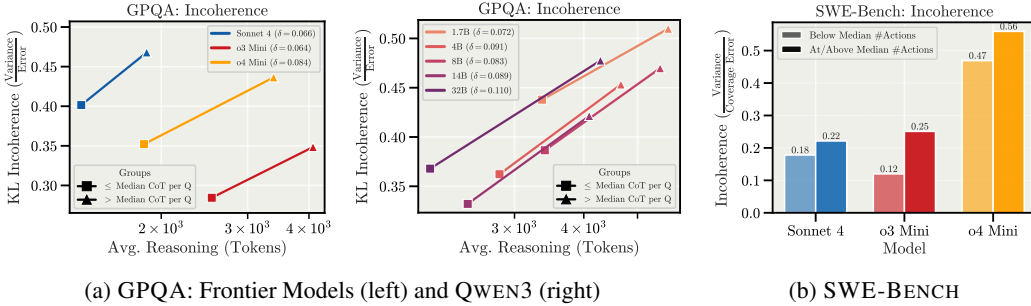 GPQA: Incoherence
KL Incoherence (Variance/Error)
0.50
0.45
0.40
0.35
0.30
Sonnet 4 (δ=0.066)
o3 Mini (δ=0.064)
o4 Mini (δ=0.084)
Groups
≤ Median CoT per Q
> Median CoT per Q
2 × 10³
3 × 10³
4 × 10³
Avg. Reasoning (Tokens)
GPQA: Incoherence
KL Incoherence (Variance/Error)
0.50
0.45
0.40
0.35
1.7B (δ=0.072)
4B (δ=0.091)
8B (δ=0.083)
14B (δ=0.089)
32B (δ=0.110)
Groups
≤ Median CoT per Q
> Median CoT per Q
3 × 10³
4 × 10³
Avg. Reasoning (Tokens)
SWE-Bench: Incoherence
Incoherence (Variance/Coverage Error)
0.5
0.4
0.3
0.2
0.1
0.0
Below Median #Actions
At/Above Median #Actions
0.18
0.22
0.12
0.25
0.47
0.56
Sonnet 4
o3 Mini
o4 Mini
Model
(a) GPQA: Frontier Models (left) and QWEN3 (right)
(b) SWE-BENCH